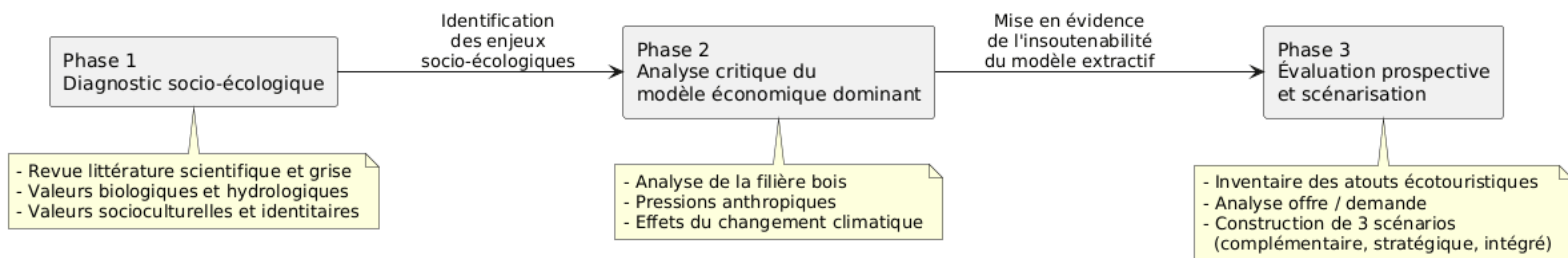 Phase 1
Diagnostic socio-écologique
Identification
des enjeux
socio-écologiques
Phase 2
Analyse critique du
modèle économique dominant
Mise en évidence
de l'insoutenabilité
du modèle extractif
Phase 3
Évaluation prospective
et scénarisation
- Revue littérature scientifique et grise
- Valeurs biologiques et hydrologiques
- Valeurs socioculturelles et identitaires
- Analyse de la filière bois
- Pressions anthropiques
- Effets du changement climatique
- Inventaire des atouts écotouristiques
- Analyse offre / demande
- Construction de 3 scénarios
(complémentaire, stratégique, intégré)